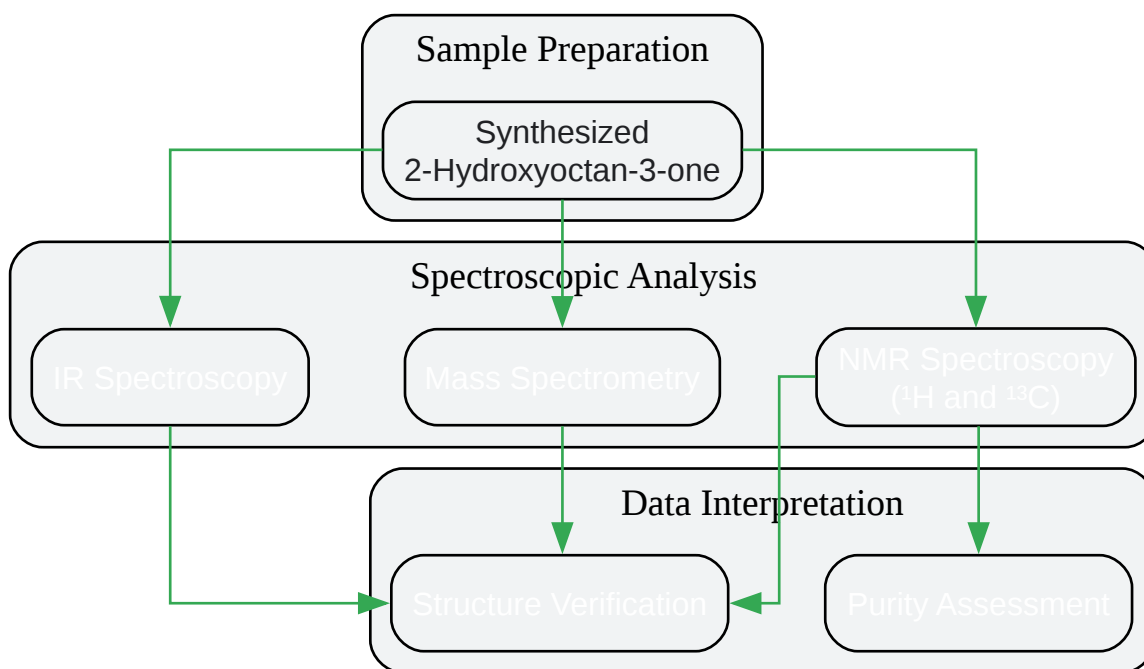 Sample Preparation
Synthesized
2-Hydroxyoctan-3-one
Spectroscopic Analysis
IR Spectroscopy
Mass Spectrometry
NMR Spectroscopy
(¹H and ¹³C)
Data Interpretation
Structure Verification
Purity Assessment